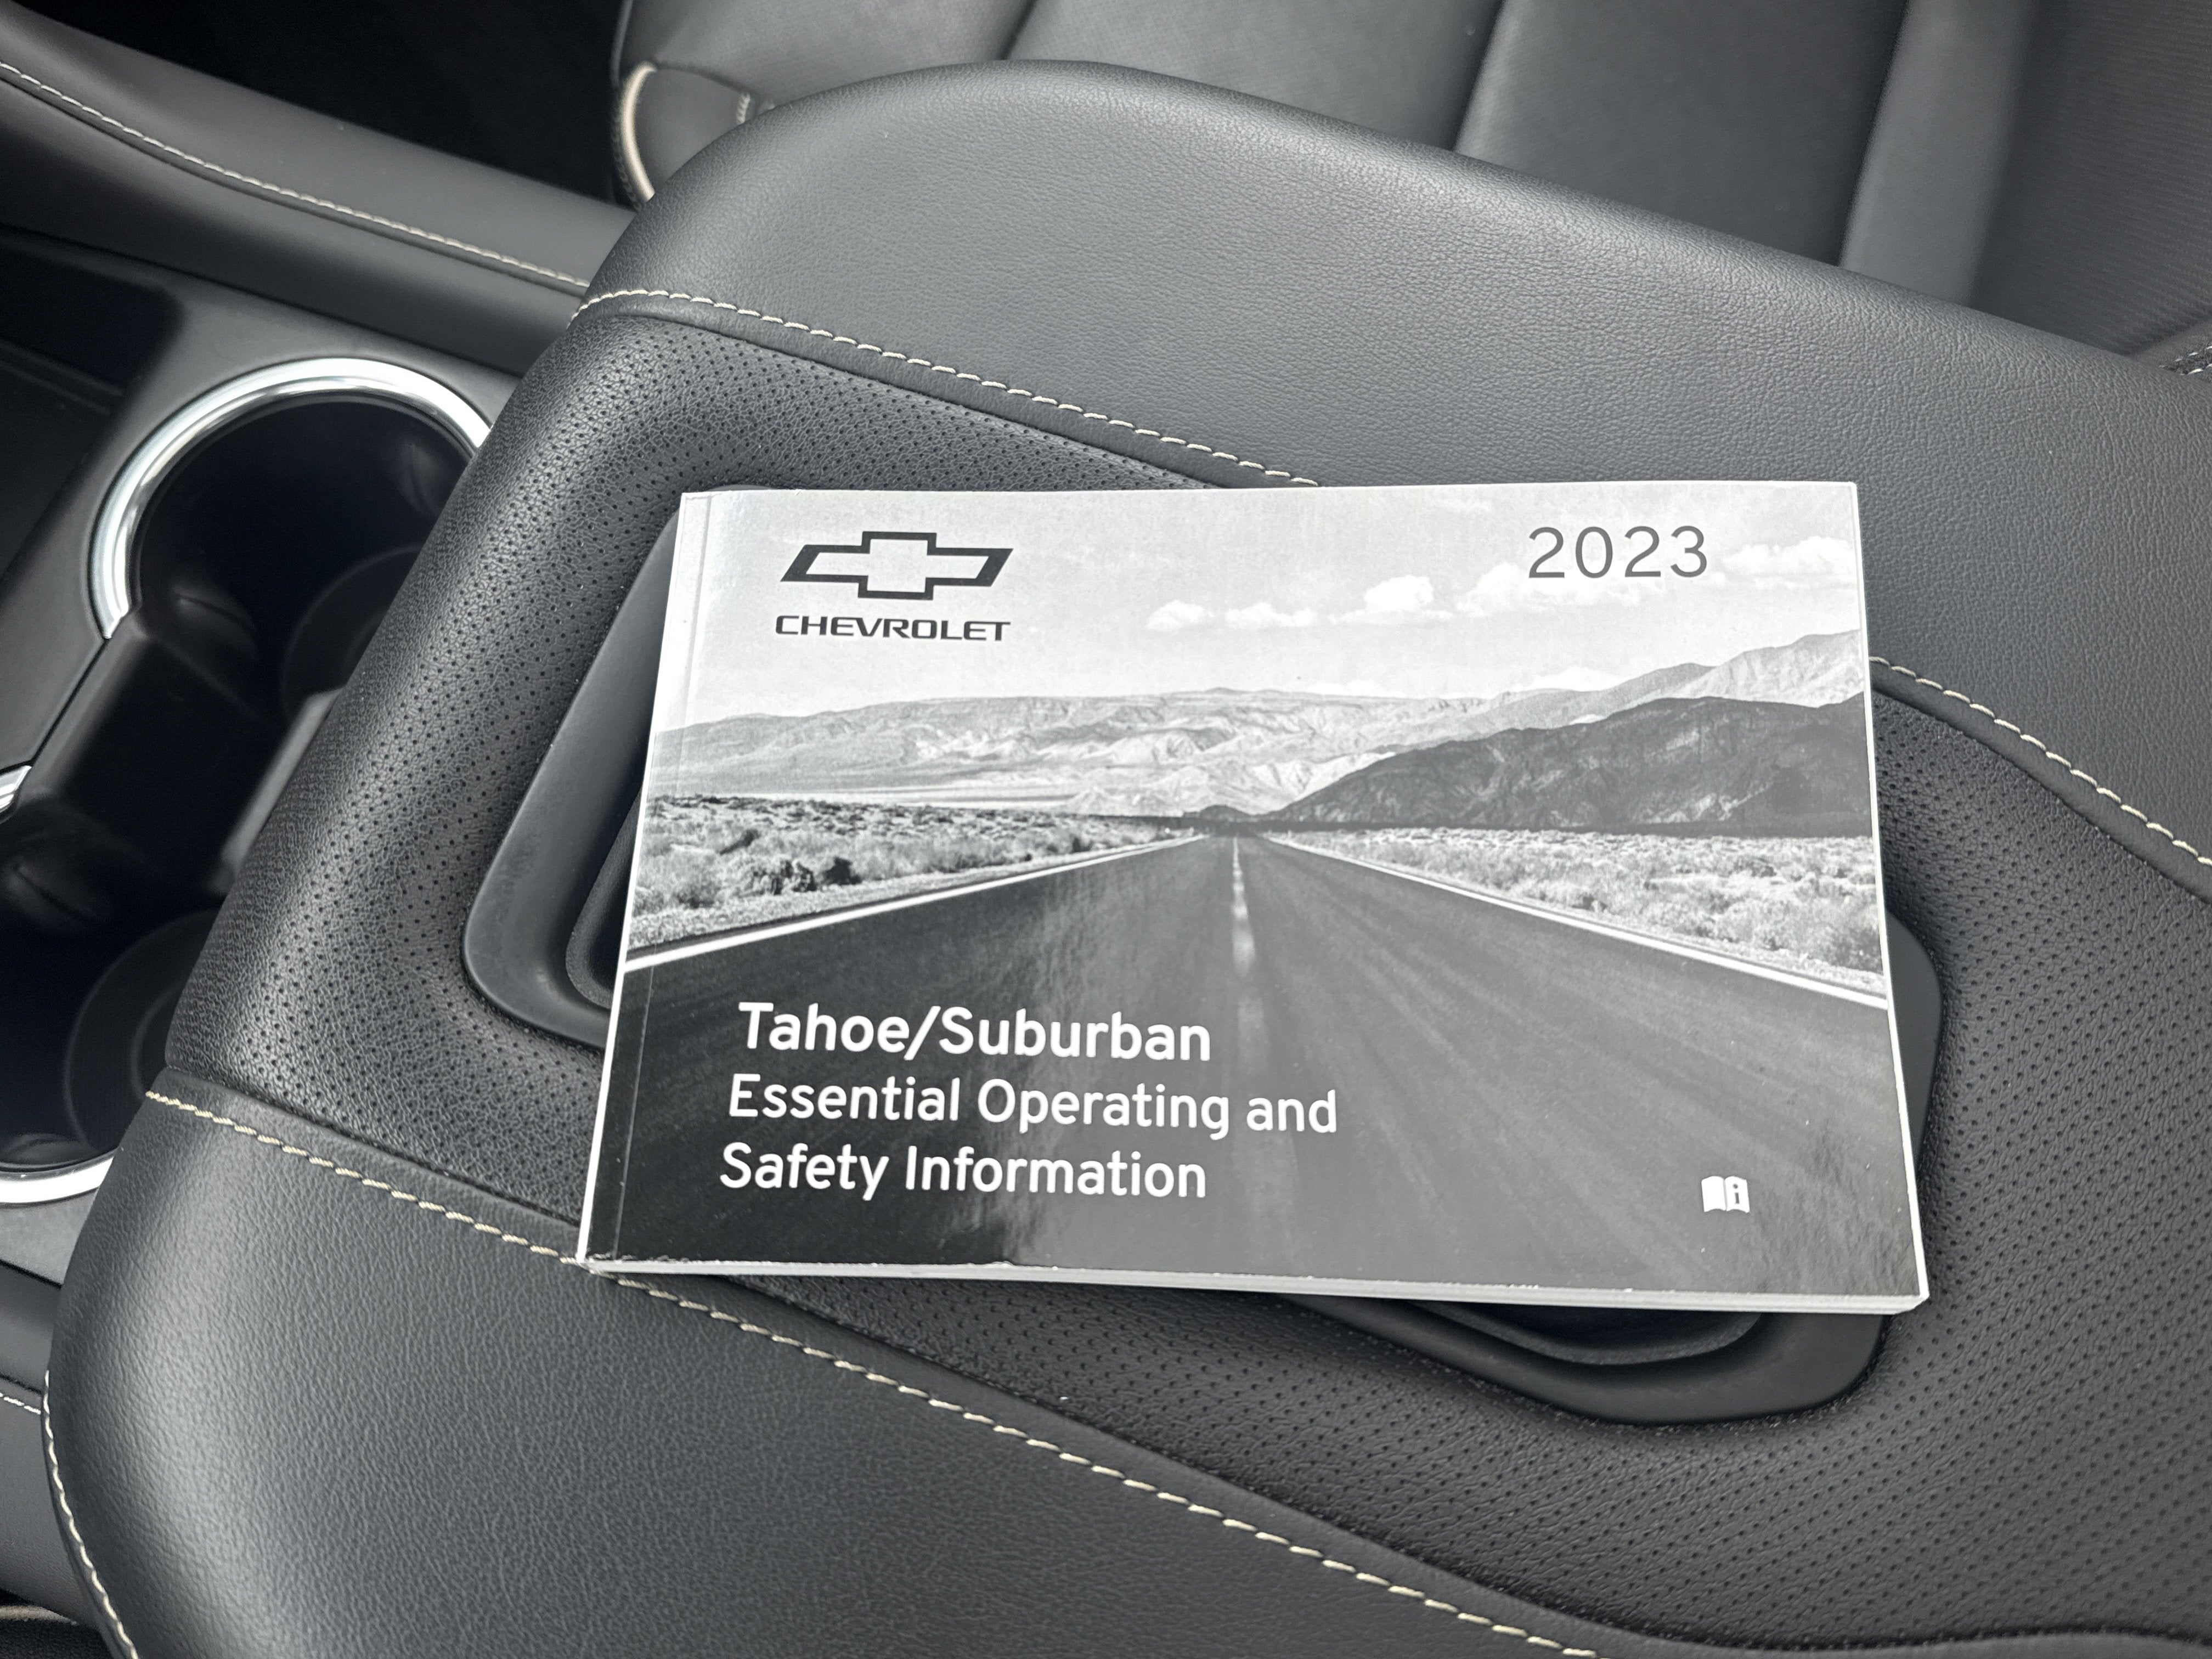 CHEVROLET
2023
Tahoe/Suburban
Essential Operating and
Safety Information
i